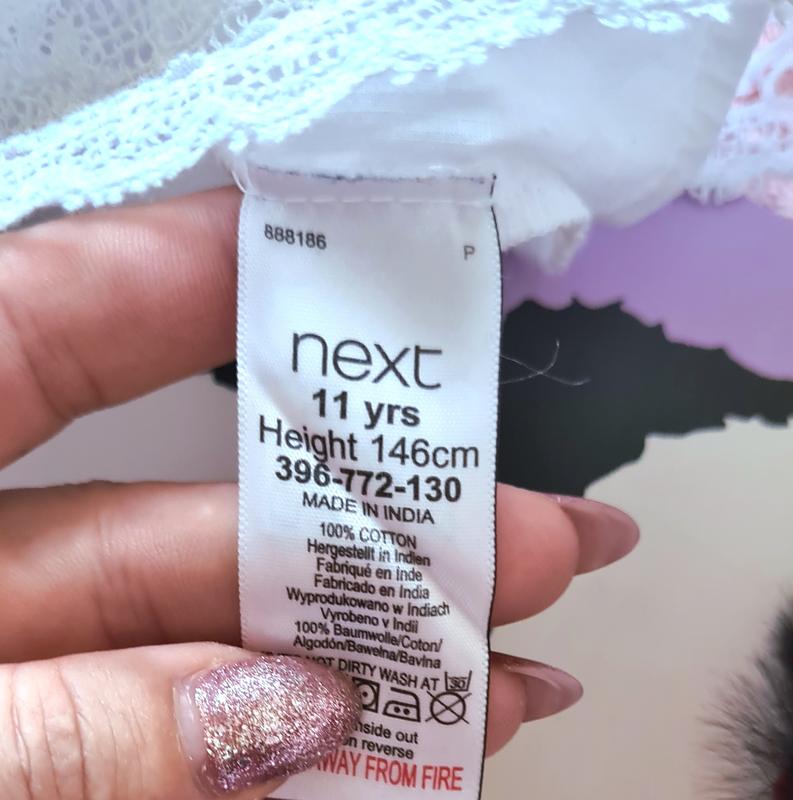 888186 P
next
11 yrs
Height 146cm
396-772-130
MADE IN INDIA
100% COTTON
Hergestellt in Indien
Fabriqué en Inde
Fabricado en India
Wyprodukowano w Indiach
Vyrobeno v Indii
100% Baumwolle/Coton/
Algodón/Bawełna/Bavlna
NOT DIRTY WASH AT 30
inside out
on reverse
AWAY FROM FIRE